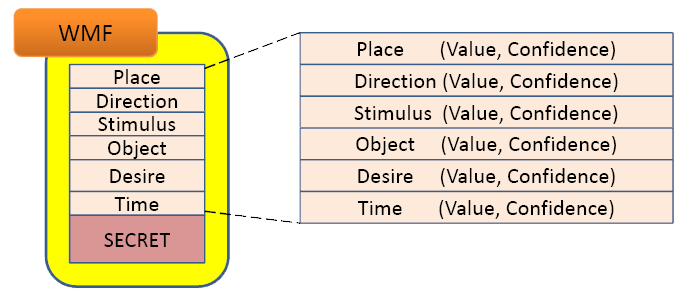 WMF
Place
Direction
Stimulus
Object
Desire
Time
SECRET
Place (Value, Confidence)
Direction (Value, Confidence)
Stimulus (Value, Confidence)
Object (Value, Confidence)
Desire (Value, Confidence)
Time (Value, Confidence)